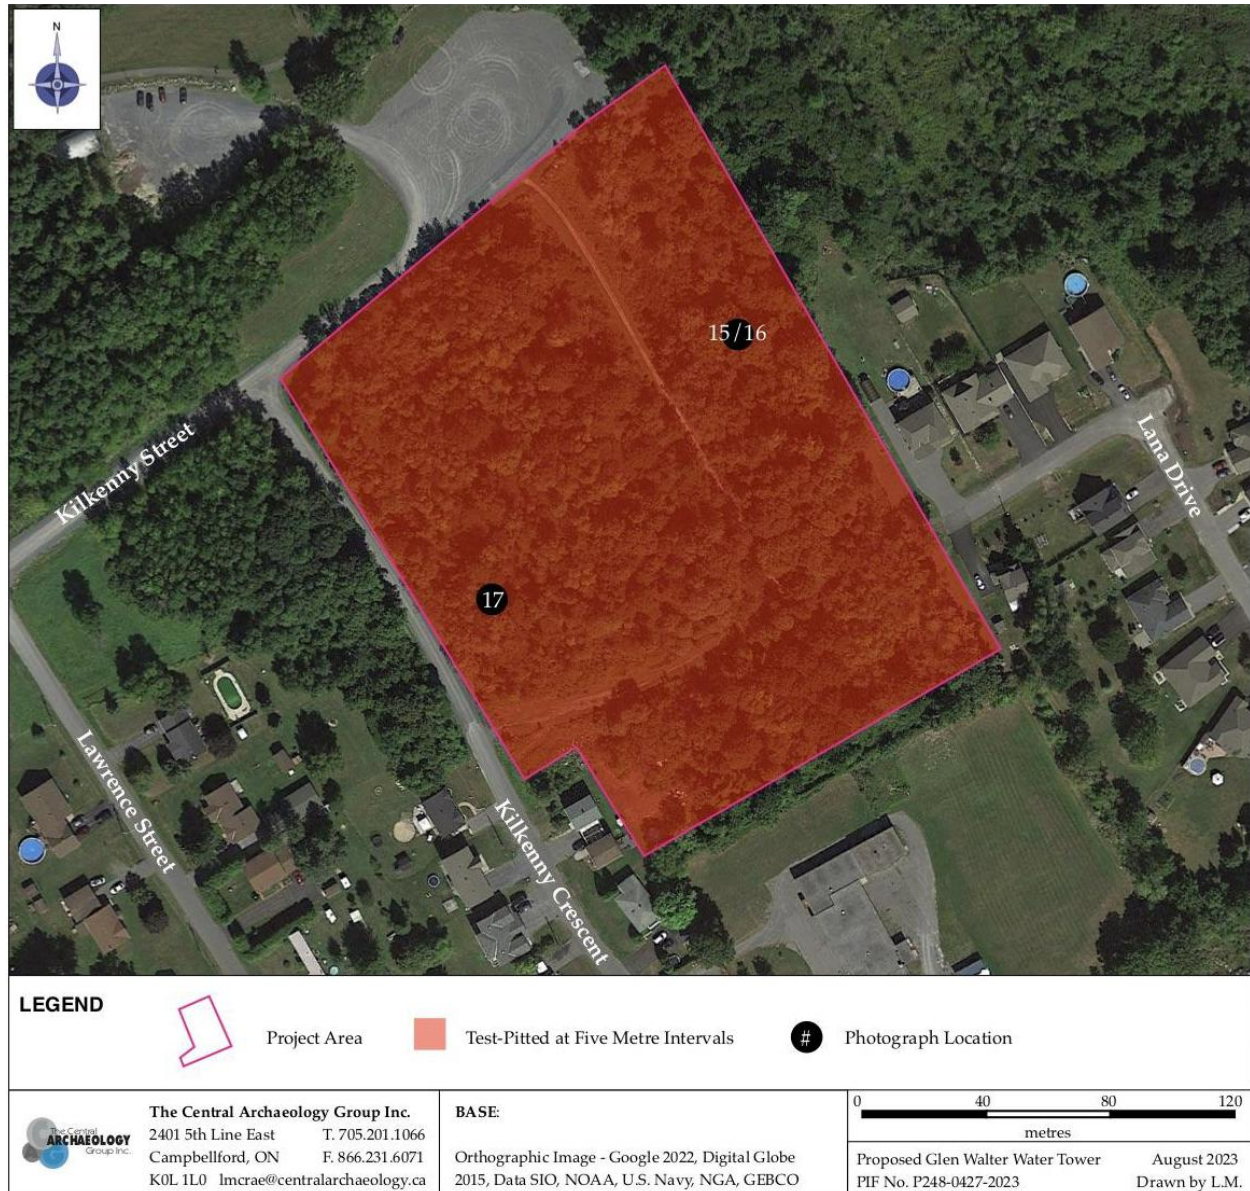 N
15/16
Lana Drive
Kilkenny Street
17
Lawrence Street
Kilkenny Crescent
LEGEND
Project Area
Test-Pitted at Five Metre Intervals
#
Photograph Location
The Central
ARCHAEOLOGY
Group Inc.
The Central Archaeology Group Inc.
2401 5th Line East T. 705.201.1066
Campbellford, ON F. 866.231.6071
K0L 1L0 lmcrae@centralarchaeology.ca
BASE:
Orthographic Image - Google 2022, Digital Globe
2015, Data SIO, NOAA, U.S. Navy, NGA, GEBCO
0 40 80 120
metres
Proposed Glen Walter Water Tower August 2023
PIF No. P248-0427-2023 Drawn by L.M.